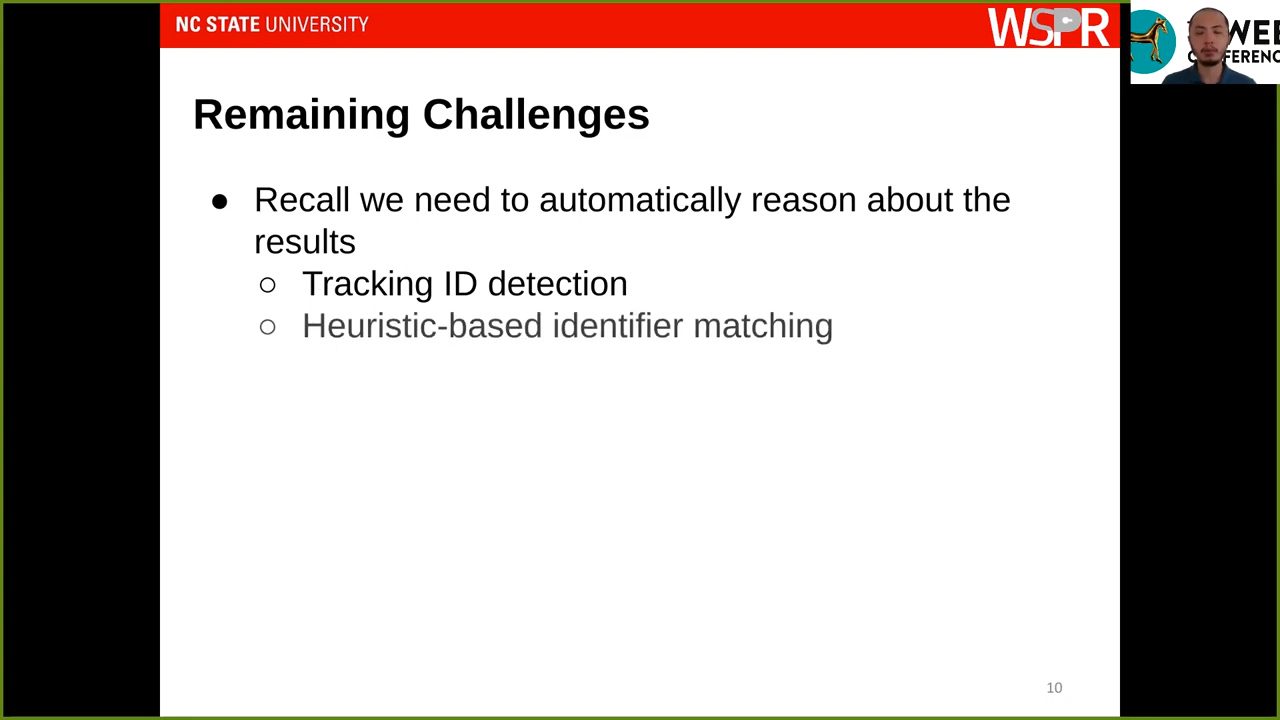 NC STATE UNIVERSITY
WSPR
Remaining Challenges
● Recall we need to automatically reason about the
results
○ Tracking ID detection
○ Heuristic-based identifier matching
10